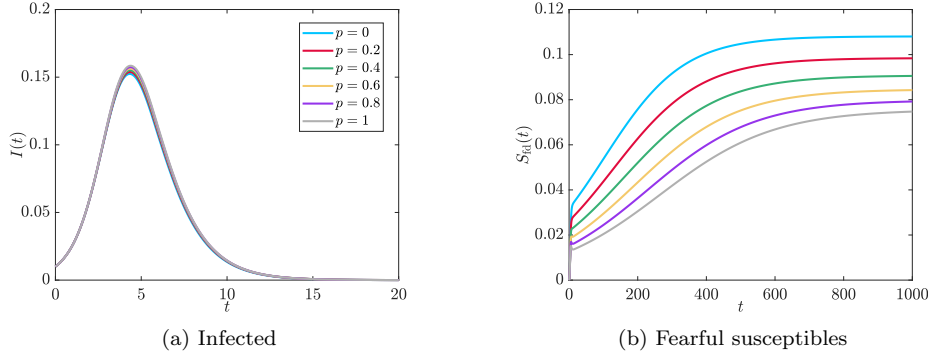 0.2
0.15
0.1
0.05
0
I(t)
0
5
10
15
20
t
p = 0
p = 0.2
p = 0.4
p = 0.6
p = 0.8
p = 1
(a) Infected
0.12
0.1
0.08
0.06
0.04
0.02
0
S_fd(t)
0
200
400
600
800
1000
t
(b) Fearful susceptibles